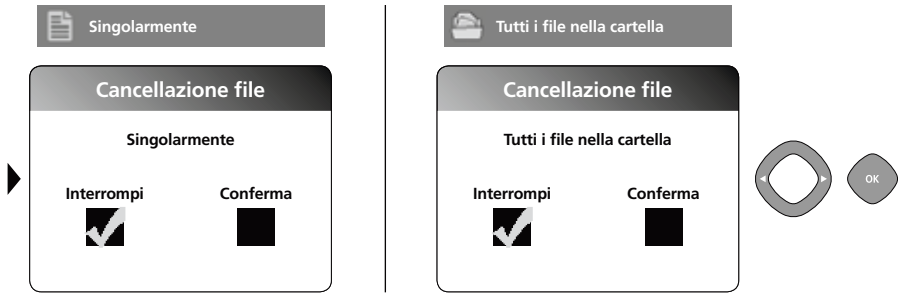 Singolarmente
Cancellazione file
Singolarmente
Interrompi Conferma
Tutti i file nella cartella
Cancellazione file
Tutti i file nella cartella
Interrompi Conferma
OK